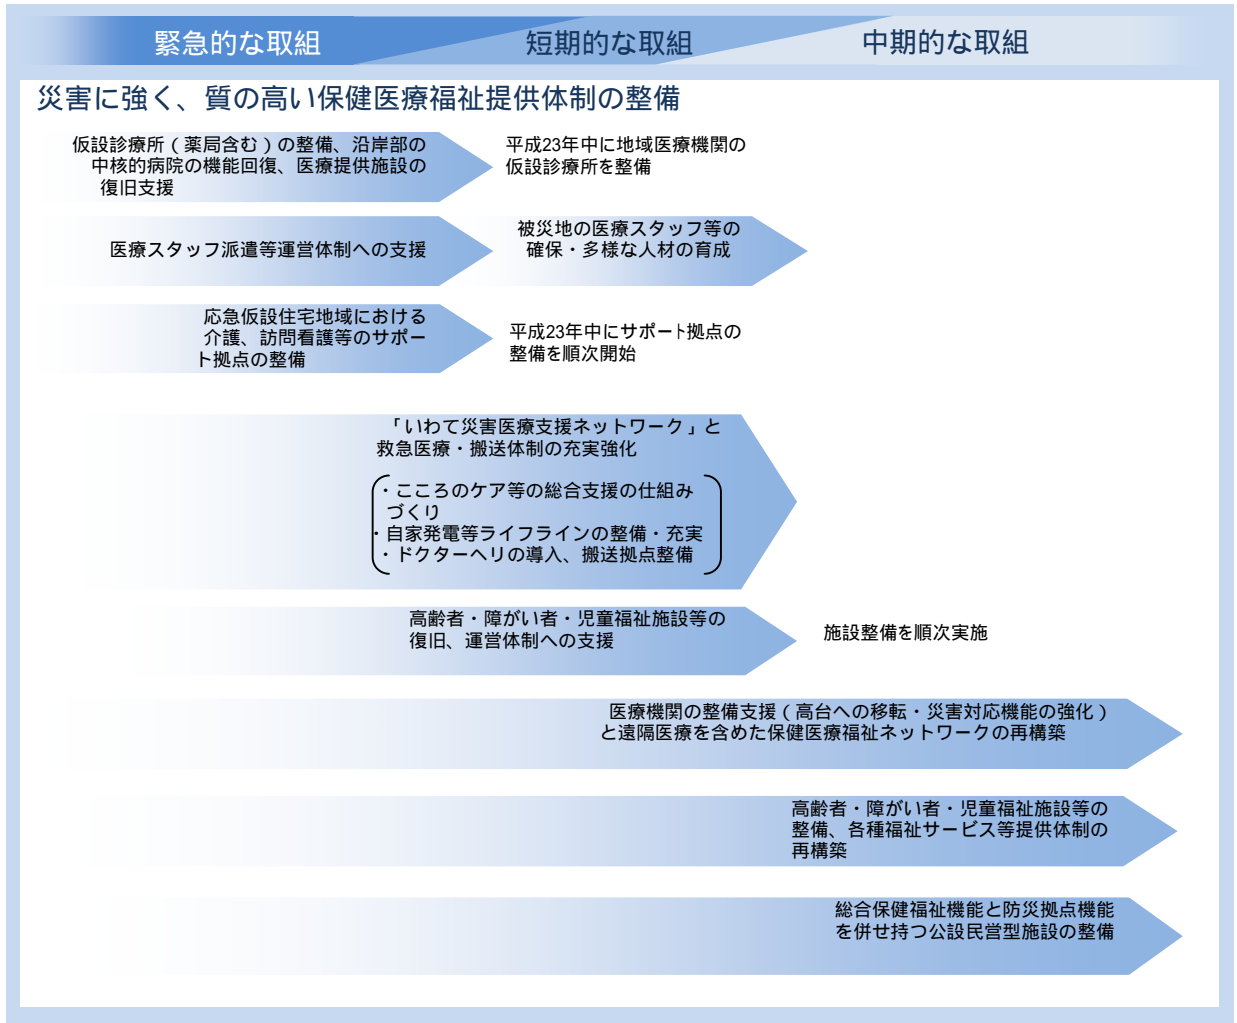 緊急的な取組
短期的な取組
中期的な取組
災害に強く、質の高い保健医療福祉提供体制の整備
仮設診療所（薬局含む）の整備、沿岸部の
中核的病院の機能回復、医療提供施設の
復旧支援
平成23年中に地域医療機関の
仮設診療所を整備
医療スタッフ派遣等運営体制への支援
被災地の医療スタッフ等の
確保・多様な人材の育成
応急仮設住宅地域における
介護、訪問看護等のサポー
ト拠点の整備
平成23年中にサポート拠点の
整備を順次開始
「いわて災害医療支援ネットワーク」と
救急医療・搬送体制の充実強化
・こころのケア等の総合支援の仕組み
づくり
・自家発電等ライフラインの整備・充実
・ドクターヘリの導入、搬送拠点整備
高齢者・障がい者・児童福祉施設等の
復旧、運営体制への支援
施設整備を順次実施
医療機関の整備支援（高台への移転・災害対応機能の強化）
と遠隔医療を含めた保健医療福祉ネットワークの再構築
高齢者・障がい者・児童福祉施設等の
整備、各種福祉サービス等提供体制の
再構築
総合保健福祉機能と防災拠点機能
を併せ持つ公設民営型施設の整備